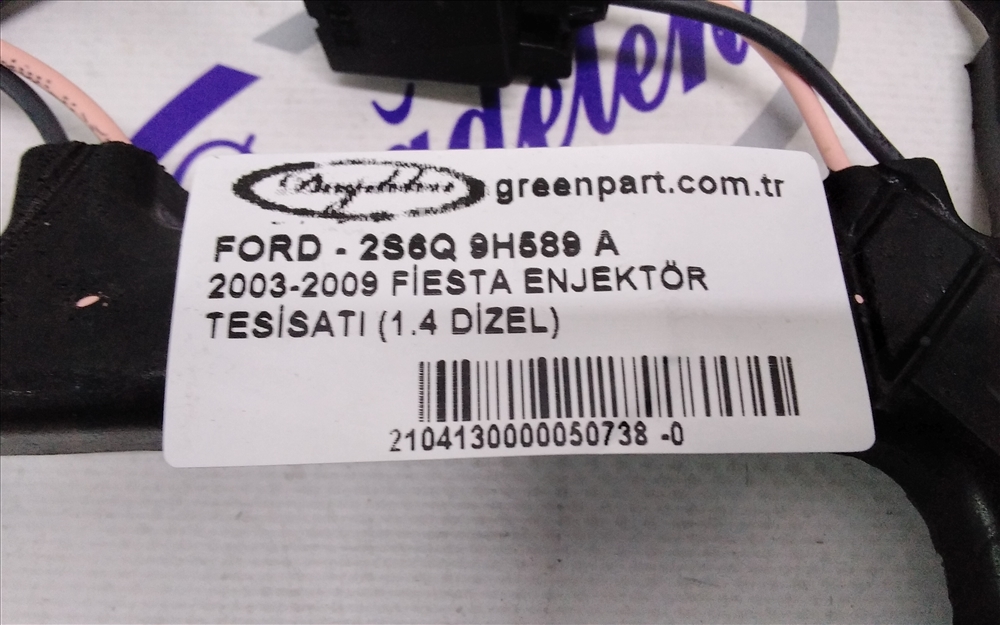 greenpart.com.tr
FORD - 2S6Q 9H589 A
2003-2009 FİESTA ENJEKTÖR
TESİSATI (1.4 DİZEL)
2104130000050738 -0